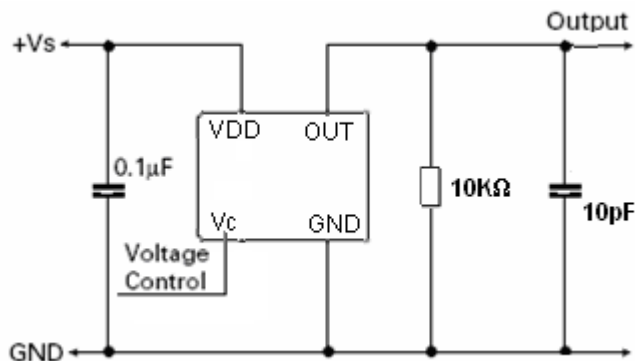 Output
+Vs
VDD OUT
0.1μF
10KΩ
10pF
Vc GND
Voltage
Control
GND